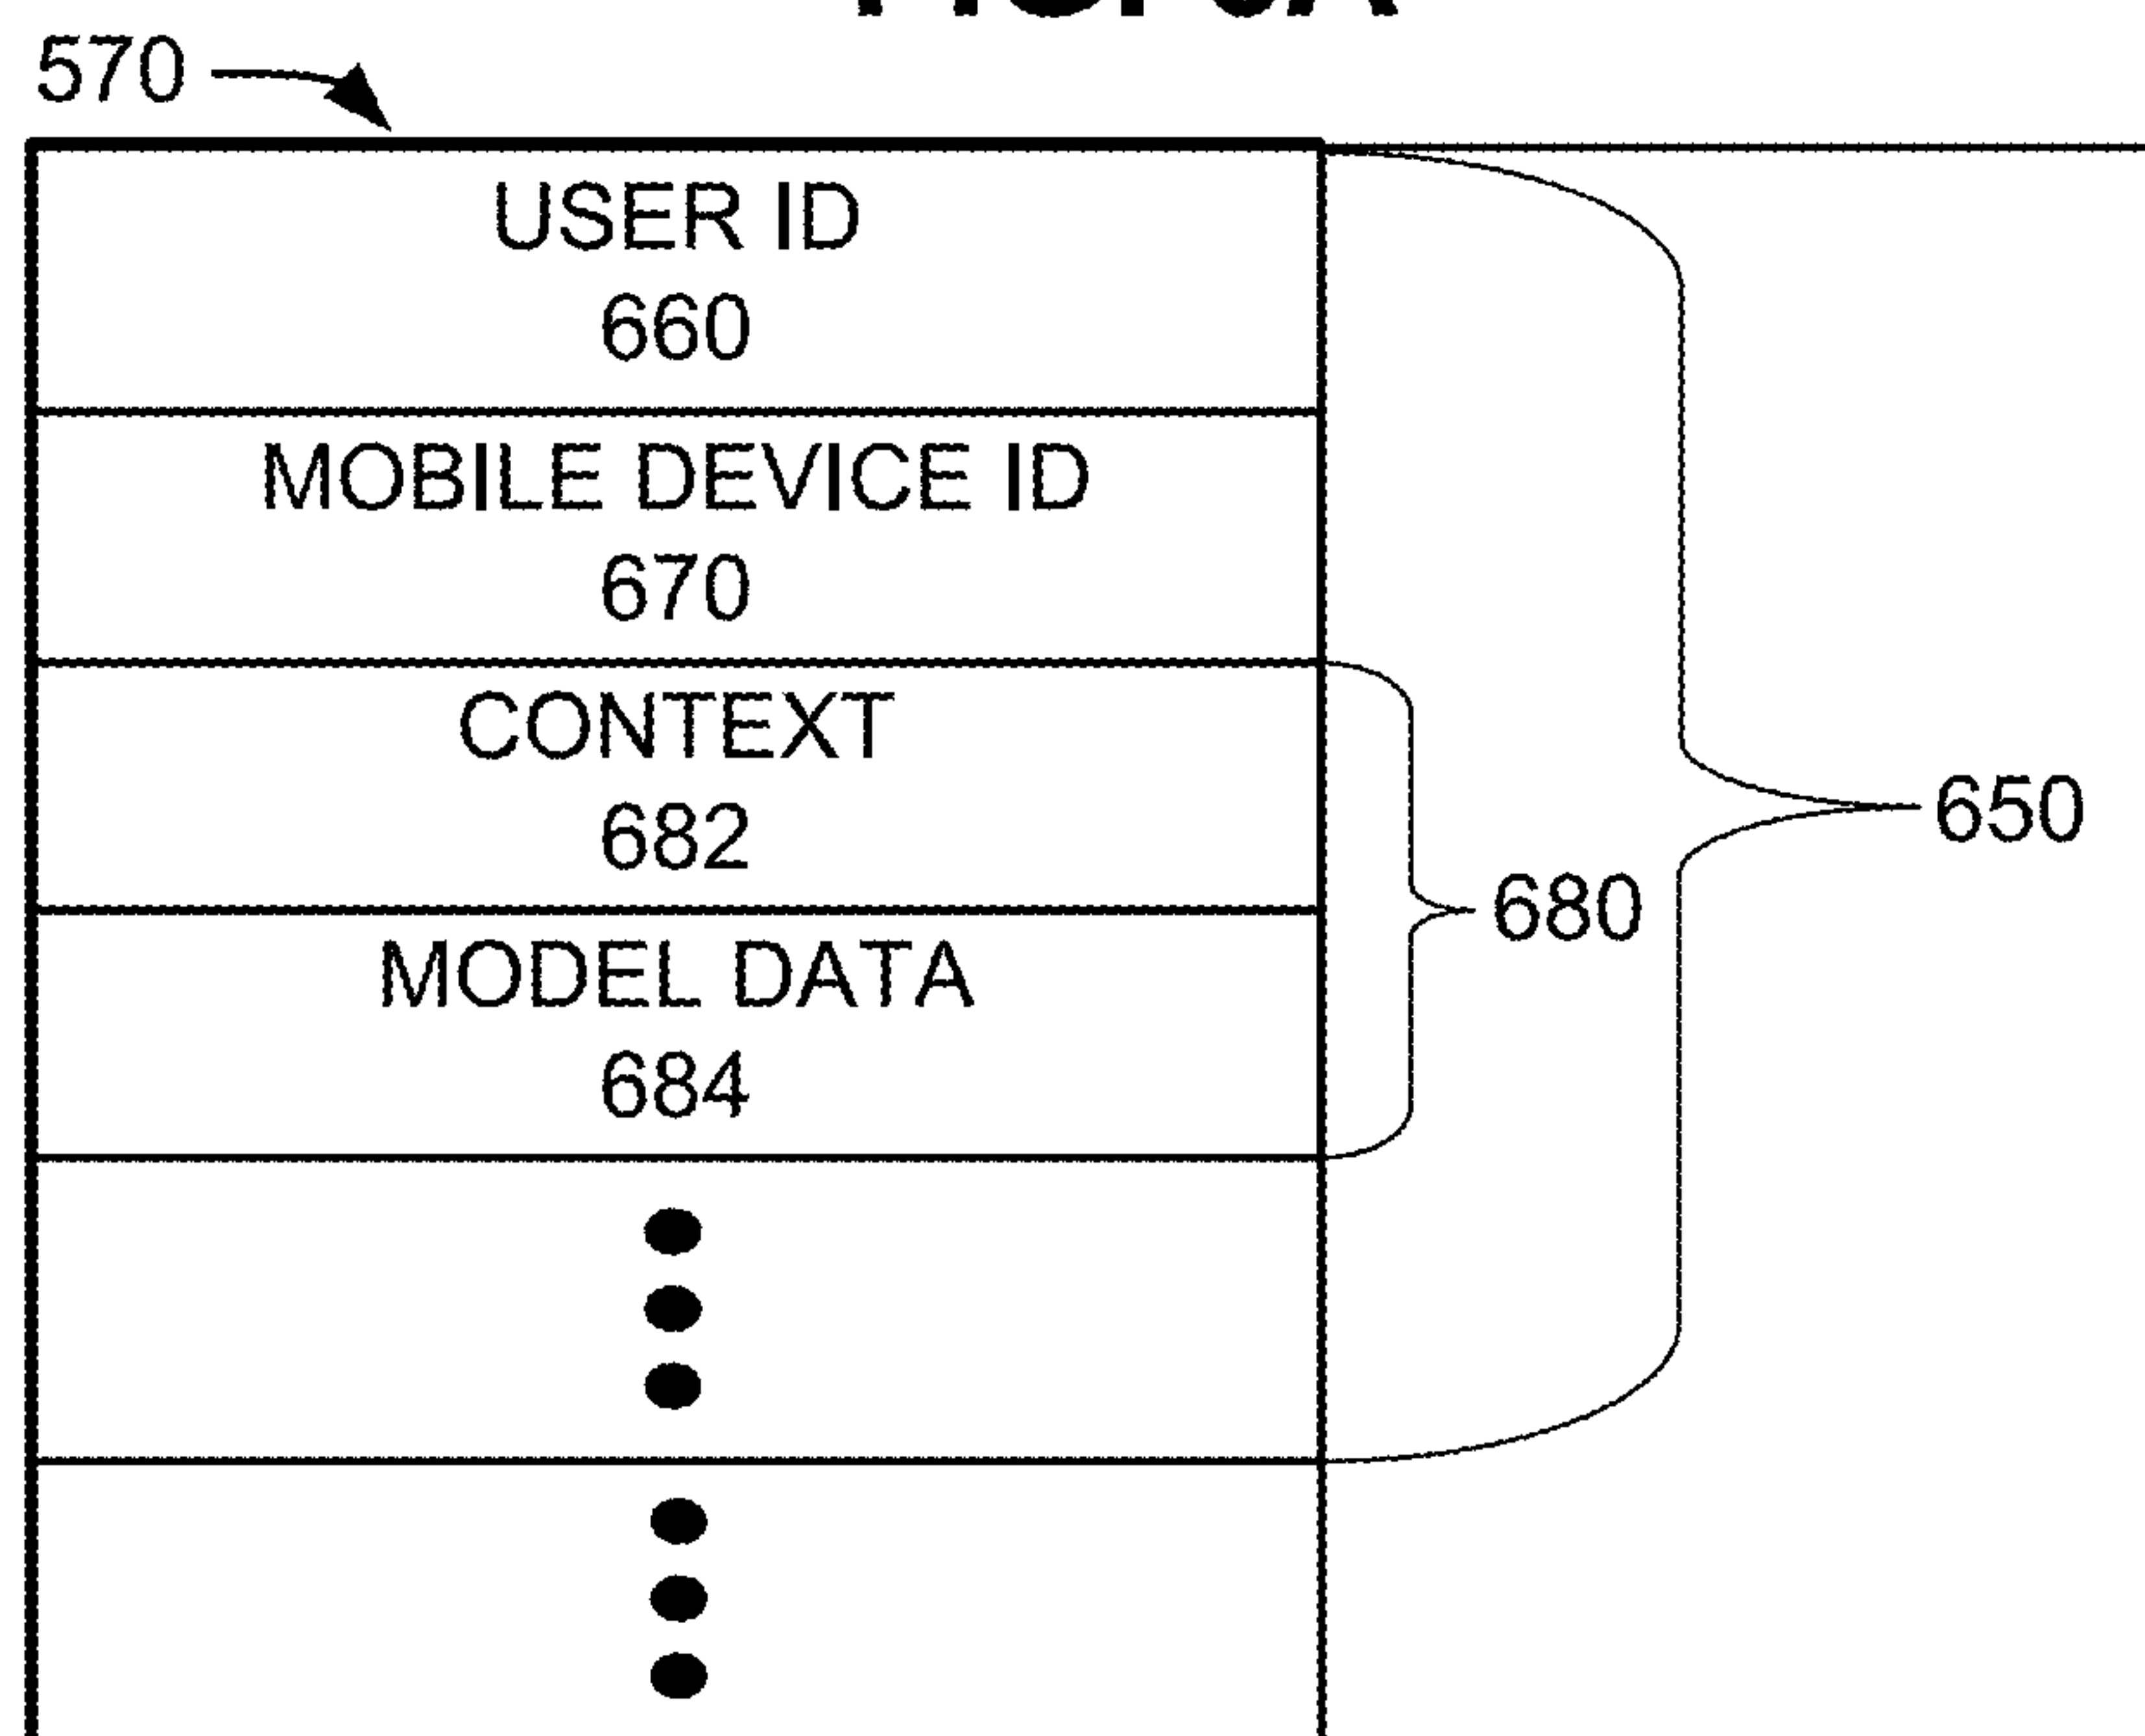 570
USER ID
660
MOBILE DEVICE ID
670
CONTEXT
682
650
680
MODEL DATA
684